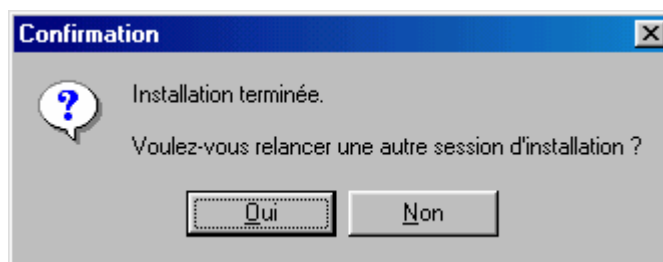 Confirmation
Installation terminée.
Voulez-vous relancer une autre session d'installation ?
Oui
Non